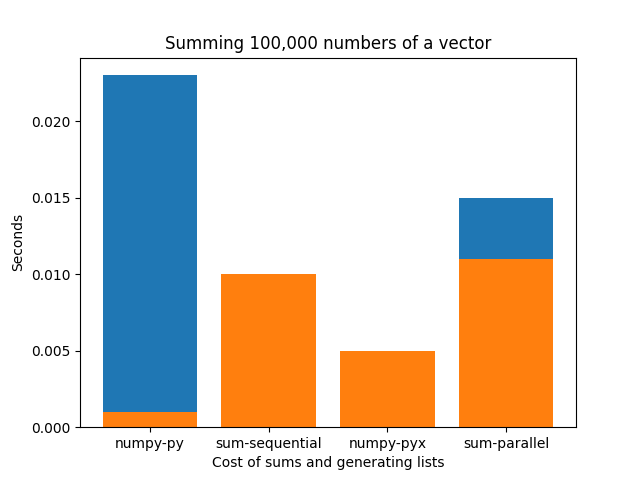 Summing 100,000 numbers of a vector
Seconds
0.020
0.015
0.010
0.005
0.000
numpy-py sum-sequential numpy-pyx sum-parallel
Cost of sums and generating lists